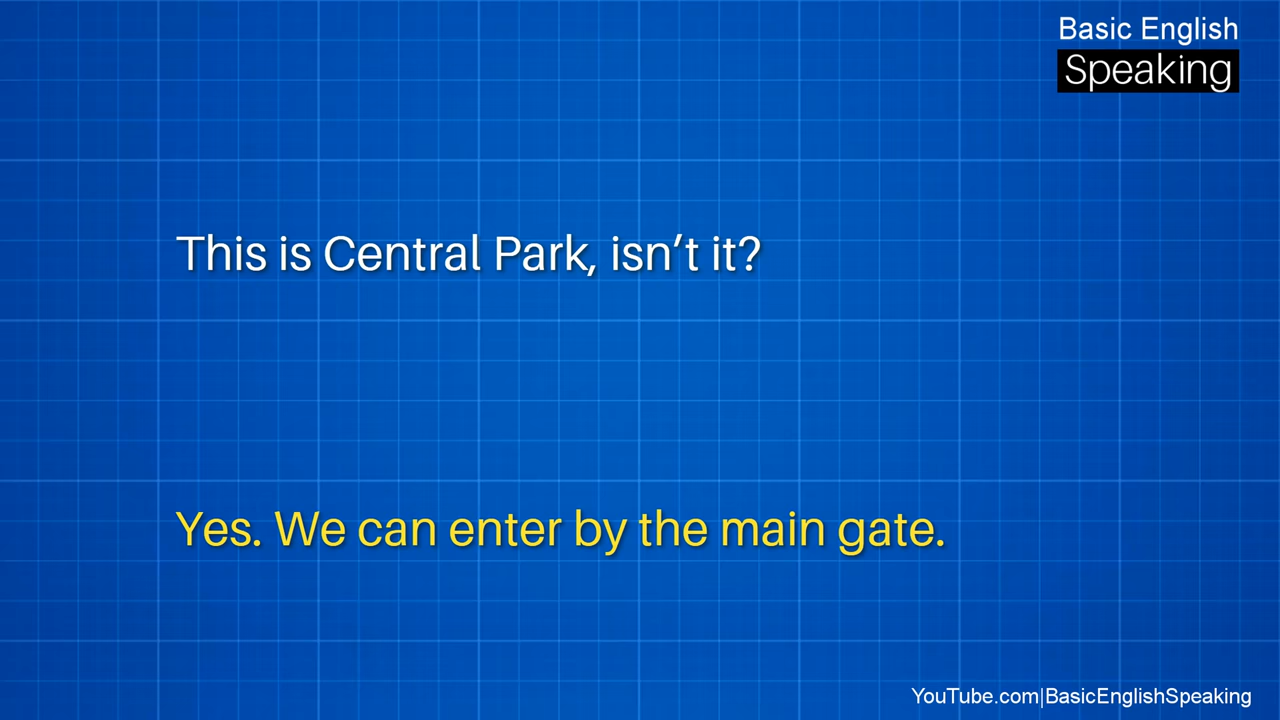 Basic English
Speaking
This is Central Park, isn’t it?
Yes. We can enter by the main gate.
YouTube.com|BasicEnglishSpeaking